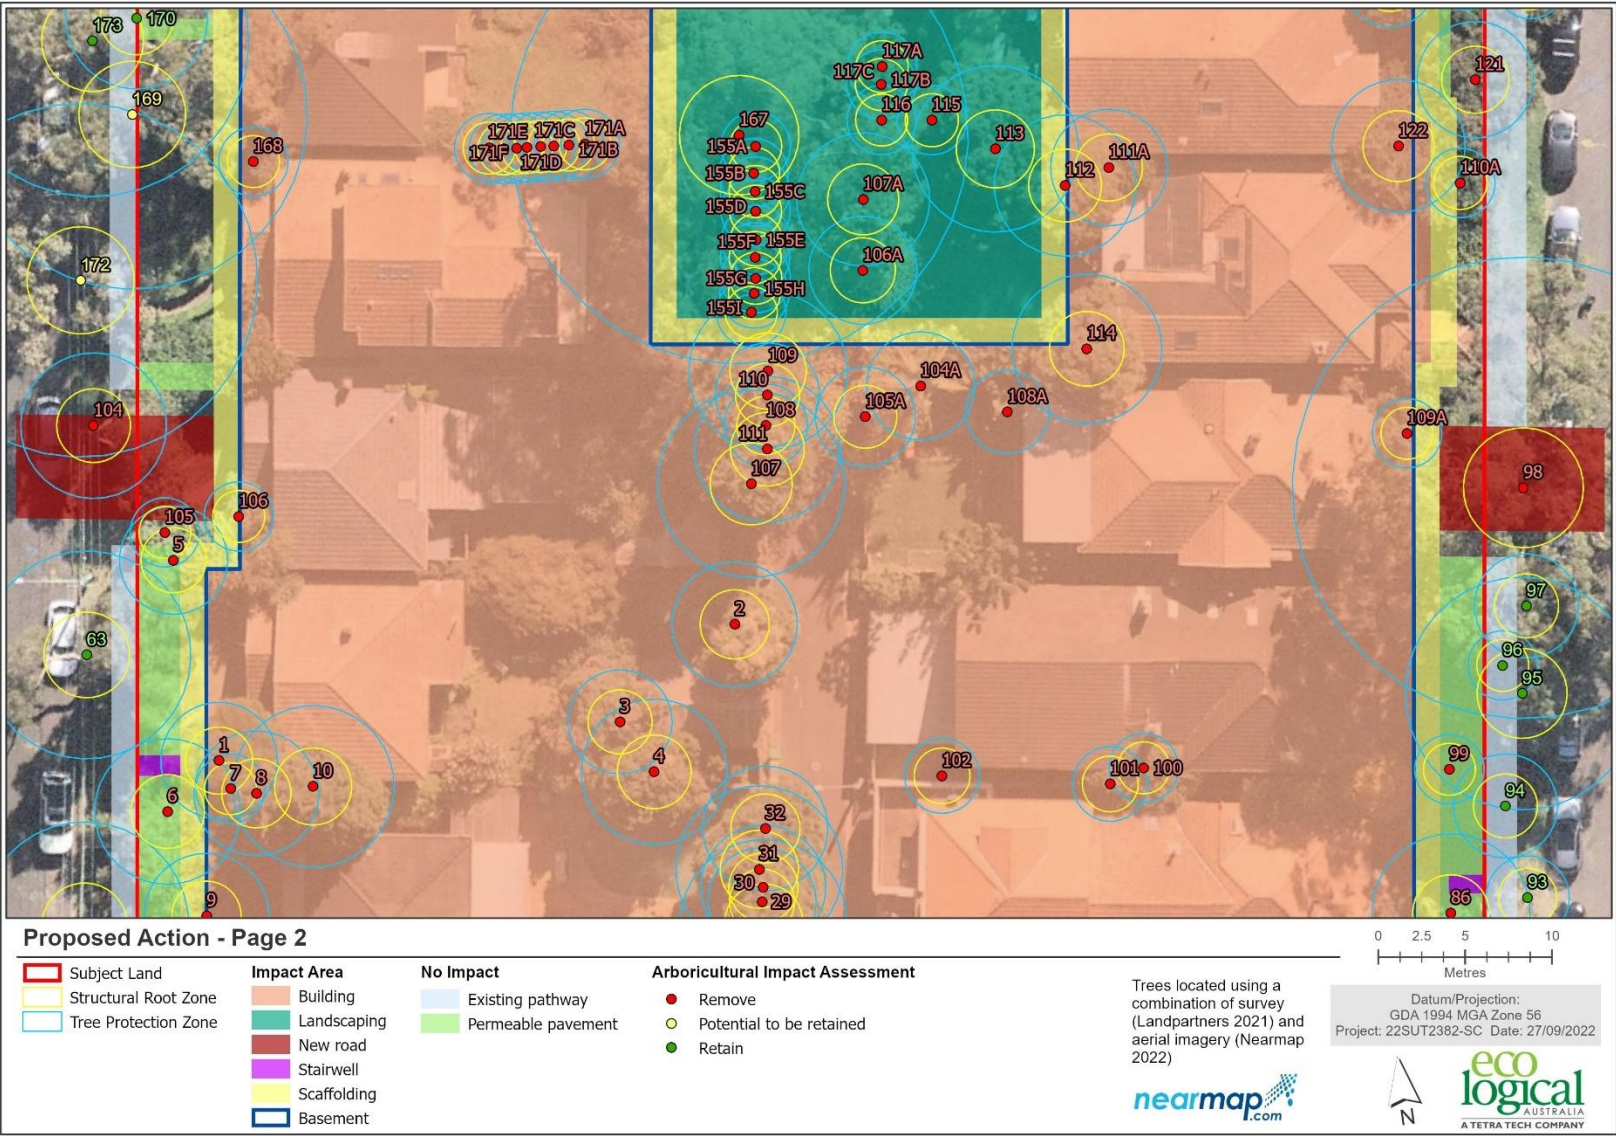 173
170
169
168
171E
171C
171A
171F
171D
171B
172
117A
117C
117B
116
115
167
113
155A
155B
155C
155D
107A
112
111A
155F
155E
106A
155G
155H
155I
121
122
110A
114
109
110
104A
108
105A
108A
111
107
109A
98
104
106
105
5
63
2
97
96
95
3
4
1
7
8
10
6
9
102
101
100
99
94
32
31
30
29
86
93
Proposed Action - Page 2
Subject Land
Structural Root Zone
Tree Protection Zone
Impact Area
Building
Landscaping
New road
Stairwell
Scaffolding
Basement
No Impact
Existing pathway
Permeable pavement
Arboricultural Impact Assessment
Remove
Potential to be retained
Retain
Trees located using a
combination of survey
(Landpartners 2021) and
aerial imagery (Nearmap
2022)
nearmap
.com
0 2.5 5 10
Metres
Datum/Projection:
GDA 1994 MGA Zone 56
Project: 22SUT2382-SC Date: 27/09/2022
N
eco
logical
AUSTRALIA
A TETRA TECH COMPANY